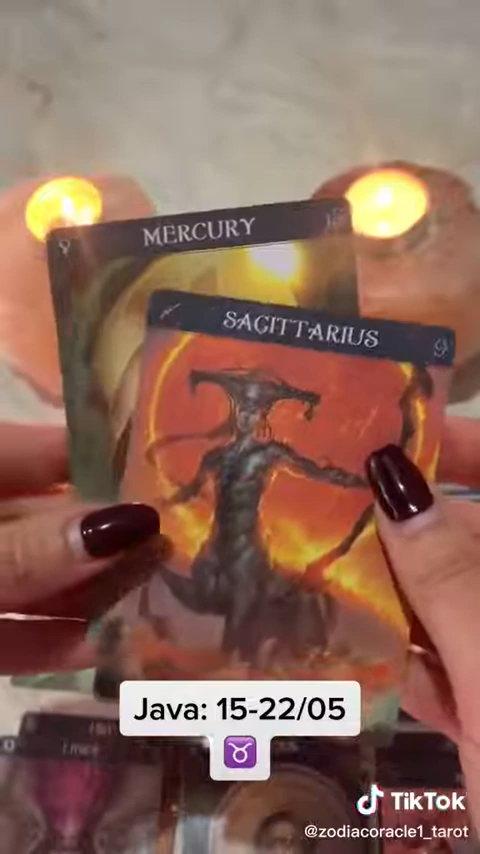 MERCURY
SAGITTARIUS
Java: 15-22/05
♉
TikTok
@zodiacoracle1_tarot